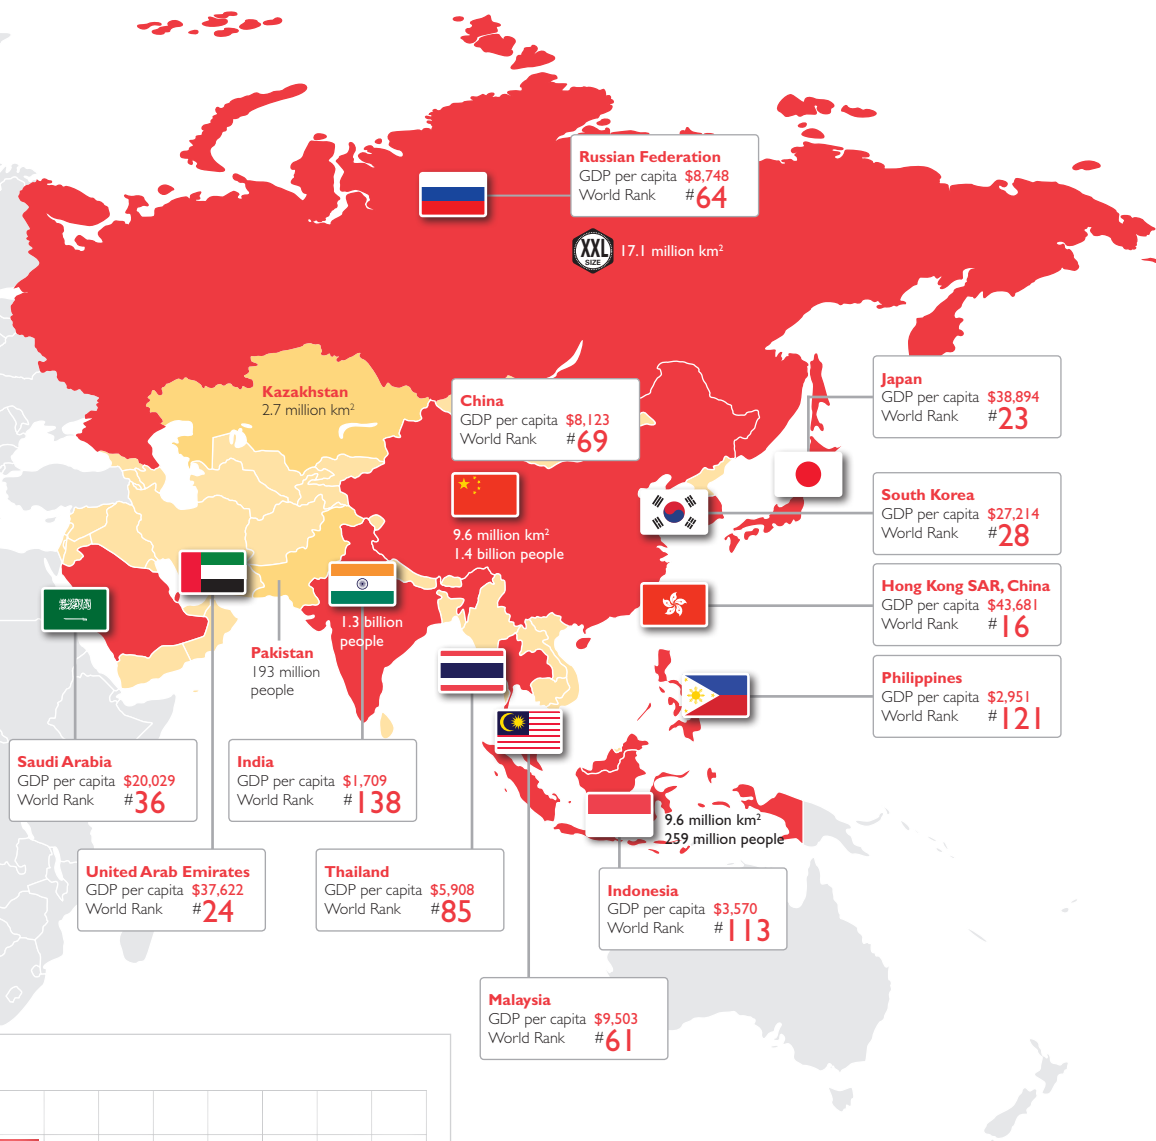 Russian Federation
GDP per capita $8,748
World Rank #64
XXL
SIZE
17.1 million km²
Kazakhstan
2.7 million km²
China
GDP per capita $8,123
World Rank #69
9.6 million km²
1.4 billion people
Japan
GDP per capita $38,894
World Rank #23
South Korea
GDP per capita $27,214
World Rank #28
Hong Kong SAR, China
GDP per capita $43,681
World Rank #16
Philippines
GDP per capita $2,951
World Rank #121
1.3 billion
people
Pakistan
193 million
people
Saudi Arabia
GDP per capita $20,029
World Rank #36
India
GDP per capita $1,709
World Rank #138
9.6 million km²
259 million people
United Arab Emirates
GDP per capita $37,622
World Rank #24
Thailand
GDP per capita $5,908
World Rank #85
Indonesia
GDP per capita $3,570
World Rank #113
Malaysia
GDP per capita $9,503
World Rank #61